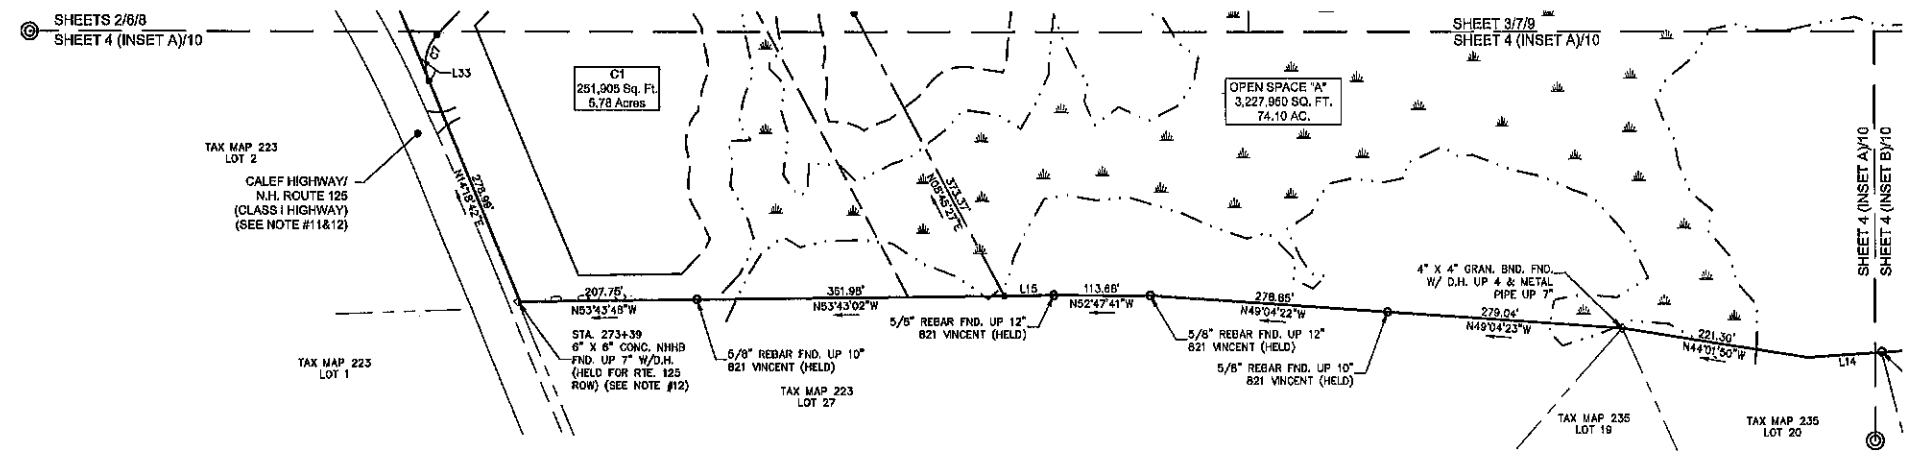 SHEETS 2/6/8
SHEET 4 (INSET A)/10
SHEET 3/7/9
SHEET 4 (INSET A)/10
C7
L33
C1
251,905 Sq. Ft.
5.78 Acres
OPEN SPACE "A"
3,227,950 SQ. FT.
74.10 AC.
TAX MAP 223
LOT 2
CALEF HIGHWAY/
N.H. ROUTE 125
(CLASS I HIGHWAY)
(SEE NOTE #11&12)
278.99'
N14°18'42"E
373.37'
N08°45'27"E
SHEET 4 (INSET A)/10
SHEET 4 (INSET B)/10
4" X 4" GRAN. BND. FND.
W/ D.H. UP 4 & METAL
PIPE UP 7"
207.75'
N53°43'48"W
361.98'
N53°43'02"W
L15
113.66'
N52°47'41"W
278.85'
N49°04'22"W
279.04'
N49°04'23"W
221.30'
N44°01'50"W
L14
STA. 273+39
6" X 6" CONC. NHHB
FND. UP 7" W/D.H.
(HELD FOR RTE. 125
ROW) (SEE NOTE #12)
5/8" REBAR FND. UP 10"
821 VINCENT (HELD)
5/8" REBAR FND. UP 12"
821 VINCENT (HELD)
5/8" REBAR FND. UP 12"
821 VINCENT (HELD)
5/8" REBAR FND. UP 10"
821 VINCENT (HELD)
TAX MAP 223
LOT 1
TAX MAP 223
LOT 27
TAX MAP 235
LOT 19
TAX MAP 235
LOT 20